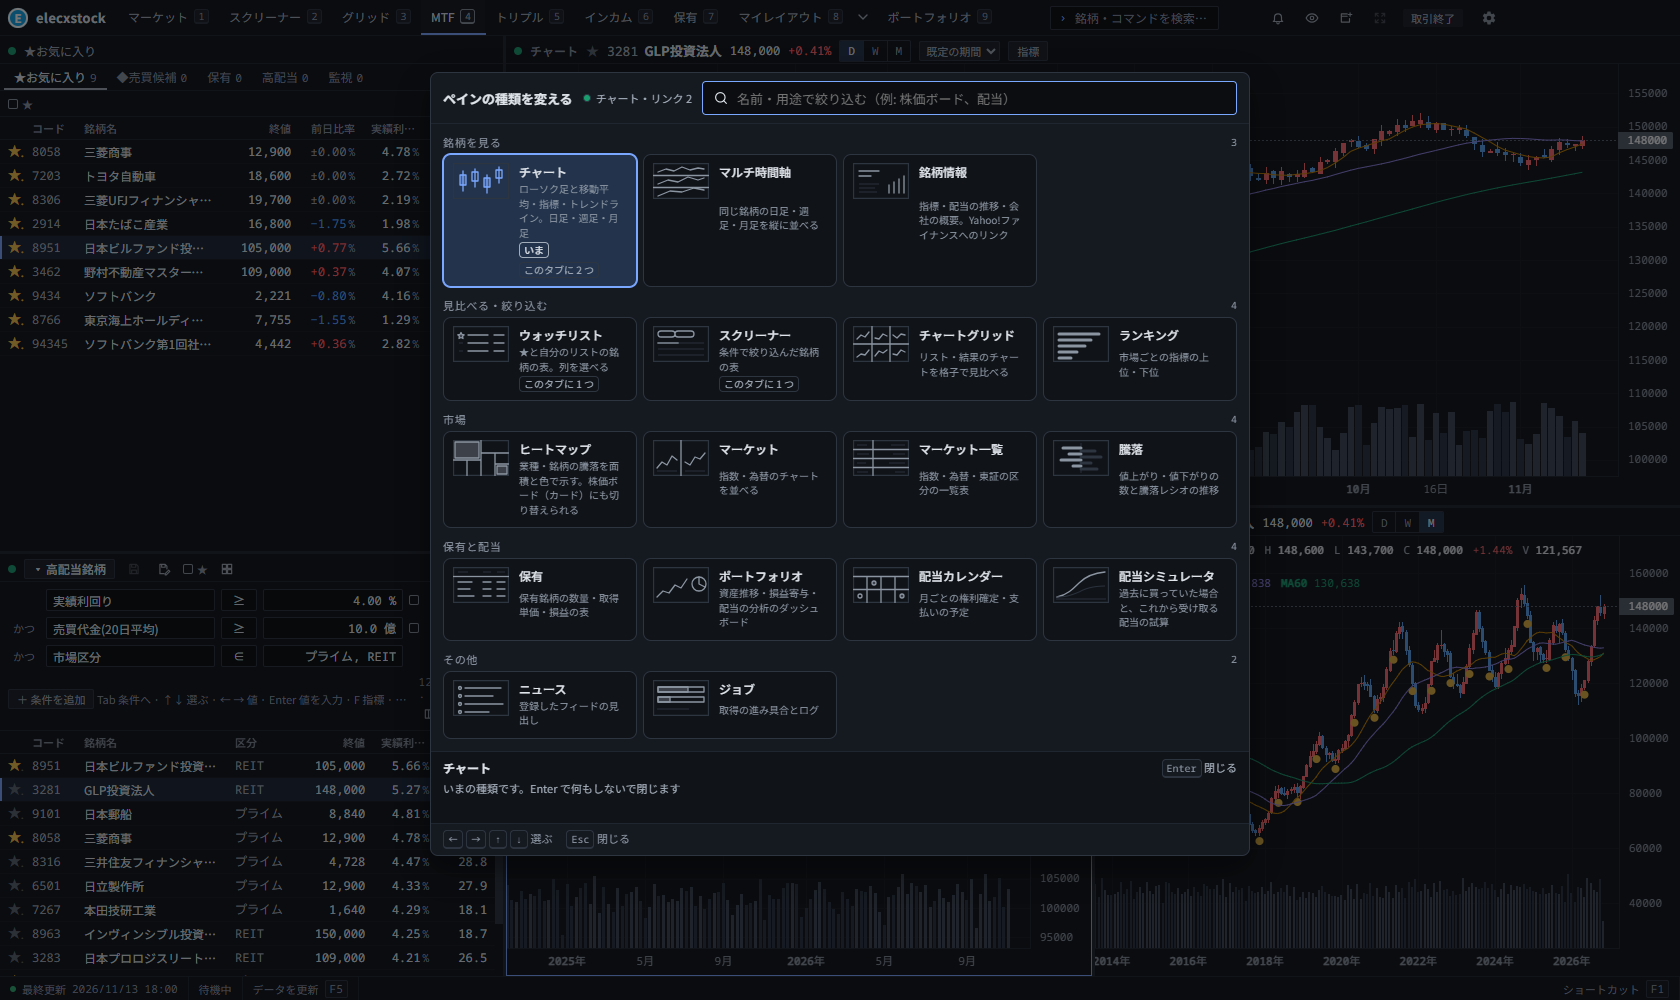 elecxstock
マーケット 1
スクリーナー 2
グリッド 3
MTF 4
トリプル 5
インカム 6
保有 7
マイレイアウト 8
ポートフォリオ 9
銘柄・コマンドを検索…
取引終了
★お気に入り
★お気に入り 9
◆売買候補 0
保有 0
高配当 0
監視 0
コード 銘柄名 終値 前日比率 実績利…
8058 三菱商事 12,900 ±0.00% 4.78%
7203 トヨタ自動車 18,600 ±0.00% 2.72%
8306 三菱UFJフィナンシャ… 19,700 ±0.00% 2.19%
2914 日本たばこ産業 16,800 −1.75% 1.98%
8951 日本ビルファンド投… 105,000 +0.77% 5.66%
3462 野村不動産マスター… 109,000 +0.37% 4.07%
9434 ソフトバンク 2,221 −0.80% 4.16%
8766 東京海上ホールディ… 7,755 −1.55% 1.29%
94345 ソフトバンク第1回社… 4,442 +0.36% 2.82%
チャート ★ 3281 GLP投資法人 148,000 +0.41% D W M 既定の期間 指標
155000
150000
148000
145000
140000
135000
130000
125000
120000
115000
110000
105000
100000
10月 16日 11月
ペインの種類を変える チャート・リンク 2
名前・用途で絞り込む（例: 株価ボード、配当）
銘柄を見る 3
チャート
ローソク足と移動平
均・指標・トレンドラ
イン。日足・週足・月
足
いま
このタブに 2 つ
マルチ時間軸
同じ銘柄の日足・週
足・月足を縦に並べる
銘柄情報
指標・配当の推移・会
社の概要。Yahoo!ファ
イナンスへのリンク
見比べる・絞り込む 4
ウォッチリスト
★と自分のリストの銘
柄の表。列を選べる
このタブに 1 つ
スクリーナー
条件で絞り込んだ銘柄
の表
このタブに 1 つ
チャートグリッド
リスト・結果のチャー
トを格子で見比べる
ランキング
市場ごとの指標の上
位・下位
市場 4
ヒートマップ
業種・銘柄の騰落を面
積と色で示す。株価ボ
ード（カード）にも切
り替えられる
マーケット
指数・為替のチャート
を並べる
マーケット一覧
指数・為替・東証の区
分の一覧表
騰落
値上がり・値下がりの
数と騰落レシオの推移
保有と配当 4
保有
保有銘柄の数量・取得
単価・損益の表
ポートフォリオ
資産推移・損益寄与・
配当の分析のダッシュ
ボード
配当カレンダー
月ごとの権利確定・支
払いの予定
配当シミュレータ
過去に買っていた場合
と、これから受け取る
配当の試算
その他 2
ニュース
登録したフィードの見
出し
ジョブ
取得の進み具合とログ
チャート
いまの種類です。Enter で何もしないで閉じます
Enter 閉じる
← → ↑ ↓ 選ぶ Esc 閉じる
高配当銘柄
実績利回り ≥ 4.00 %
かつ 売買代金(20日平均) ≥ 10.0 億
かつ 市場区分 ∈ プライム, REIT
＋条件を追加 Tab 条件へ・↑↓ 選ぶ・←→ 値・Enter 値を入力・F 指標・…
12
コード 銘柄名 区分 終値 実績利…
8951 日本ビルファンド投資… REIT 105,000 5.66%
3281 GLP投資法人 REIT 148,000 5.27%
9101 日本郵船 プライム 8,840 4.81%
8058 三菱商事 プライム 12,900 4.78%
8316 三井住友フィナンシャ… プライム 4,728 4.47% 28.8
6501 日立製作所 プライム 12,900 4.33% 27.9
7267 本田技研工業 プライム 1,640 4.29% 18.1
8963 インヴィンシブル投資… REIT 150,000 4.25% 18.7
3283 日本プロロジスリート… REIT 109,000 4.21% 26.5
148,000 +0.41% D W M
H 148,600 L 143,700 C 148,000 +1.44% V 121,567
838 MA60 130,638
160000
148000
140000
120000
100000
80000
60000
40000
105000
100000
95000
2025年 5月 9月 2026年 5月 9月
2014年 2016年 2018年 2020年 2022年 2024年 2026年
最終更新 2026/11/13 18:00 待機中 データを更新 F5
ショートカット F1